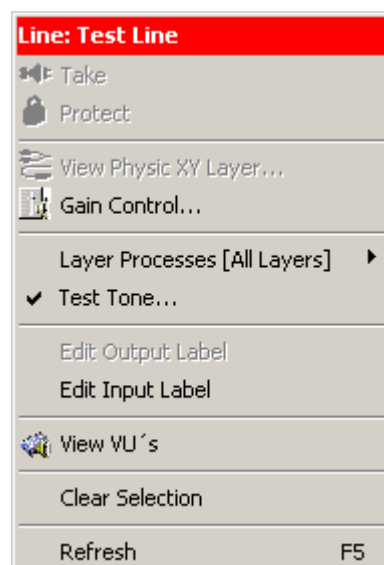 Line: Test Line
Take
Protect
View Physic XY Layer...
Gain Control...
Layer Processes [All Layers]
Test Tone...
Edit Output Label
Edit Input Label
View VU´s
Clear Selection
Refresh F5